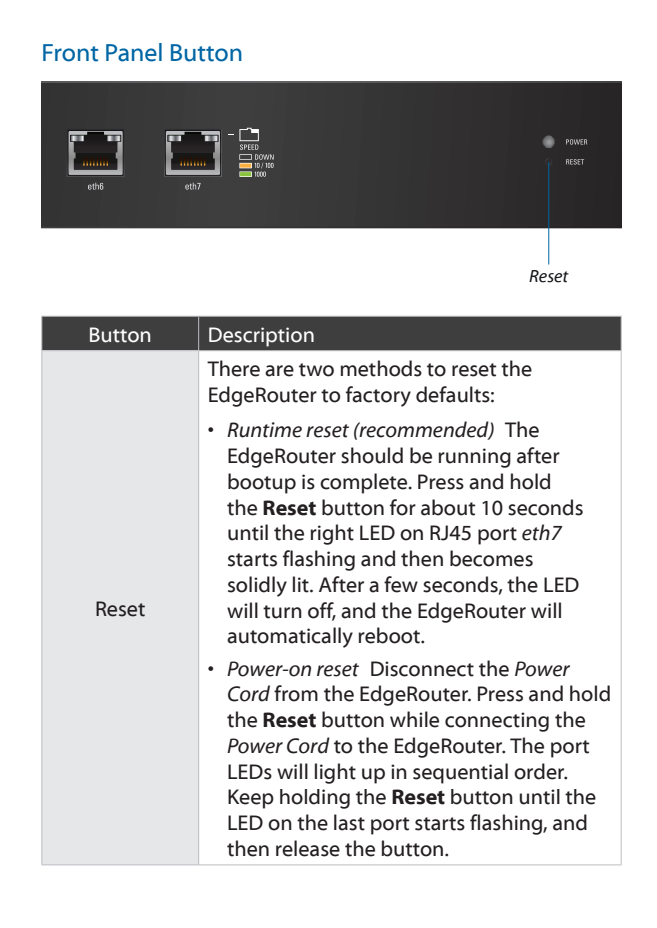 Front Panel Button
SPEED
DOWN
10 / 100
1000
eth6
eth7
POWER
RESET
Reset
Button
Description
Reset
There are two methods to reset the
EdgeRouter to factory defaults:
• Runtime reset (recommended) The
EdgeRouter should be running after
bootup is complete. Press and hold
the Reset button for about 10 seconds
until the right LED on RJ45 port eth7
starts flashing and then becomes
solidly lit. After a few seconds, the LED
will turn off, and the EdgeRouter will
automatically reboot.
• Power-on reset Disconnect the Power
Cord from the EdgeRouter. Press and hold
the Reset button while connecting the
Power Cord to the EdgeRouter. The port
LEDs will light up in sequential order.
Keep holding the Reset button until the
LED on the last port starts flashing, and
then release the button.